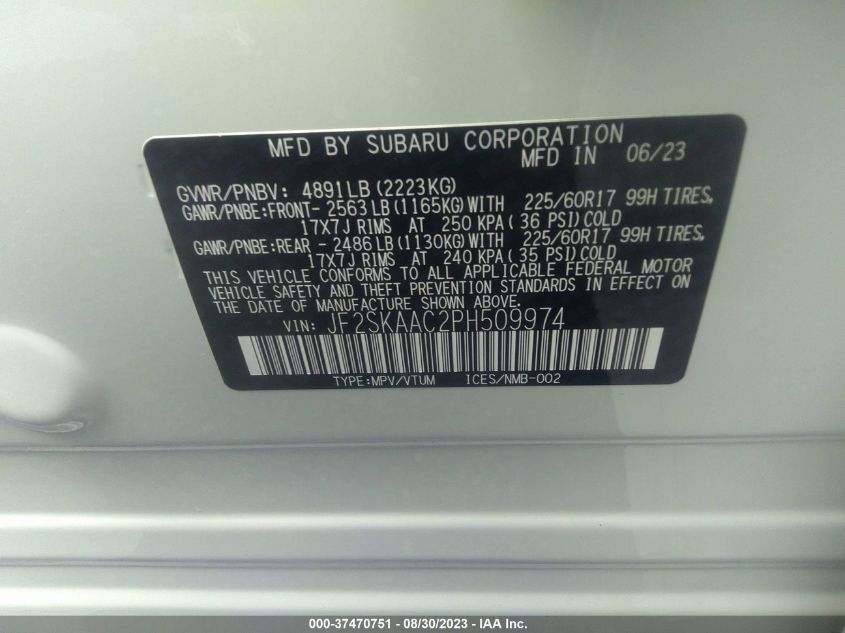 MFD BY SUBARU CORPORATION
MFD IN 06/23
GVWR/PNBV: 4891LB(2223KG)
GAWR/PNBE:FRONT- 2563LB(1165KG)WITH 225/60R17 99H TIRES,
17X7J RIMS AT 250 KPA( 36 PSI)COLD
GAWR/PNBE:REAR - 2486LB(1130KG)WITH 225/60R17 99H TIRES,
17X7J RIMS AT 240 KPA( 35 PSI)COLD
THIS VEHICLE CONFORMS TO ALL APPLICABLE FEDERAL MOTOR
VEHICLE SAFETY AND THEFT PREVENTION STANDARDS IN EFFECT ON
THE DATE OF MANUFACTURE SHOWN ABOVE.
VIN: JF2SKAAC2PH509974
TYPE:MPV/VTUM ICES/NMB-002
000-37470751 | 08/30/2023 - IAA Inc.